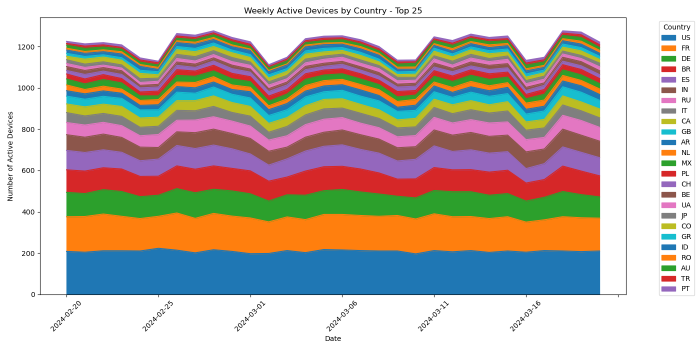 Weekly Active Devices by Country - Top 25
Number of Active Devices
1200
1000
800
600
400
200
0
2024-02-20
2024-02-25
2024-03-01
2024-03-06
2024-03-11
2024-03-16
Date
Country
US
FR
DE
BR
ES
IN
RU
IT
CA
GB
AR
NL
MX
PL
CH
BE
UA
JP
CO
GR
ID
RO
AU
TR
PT